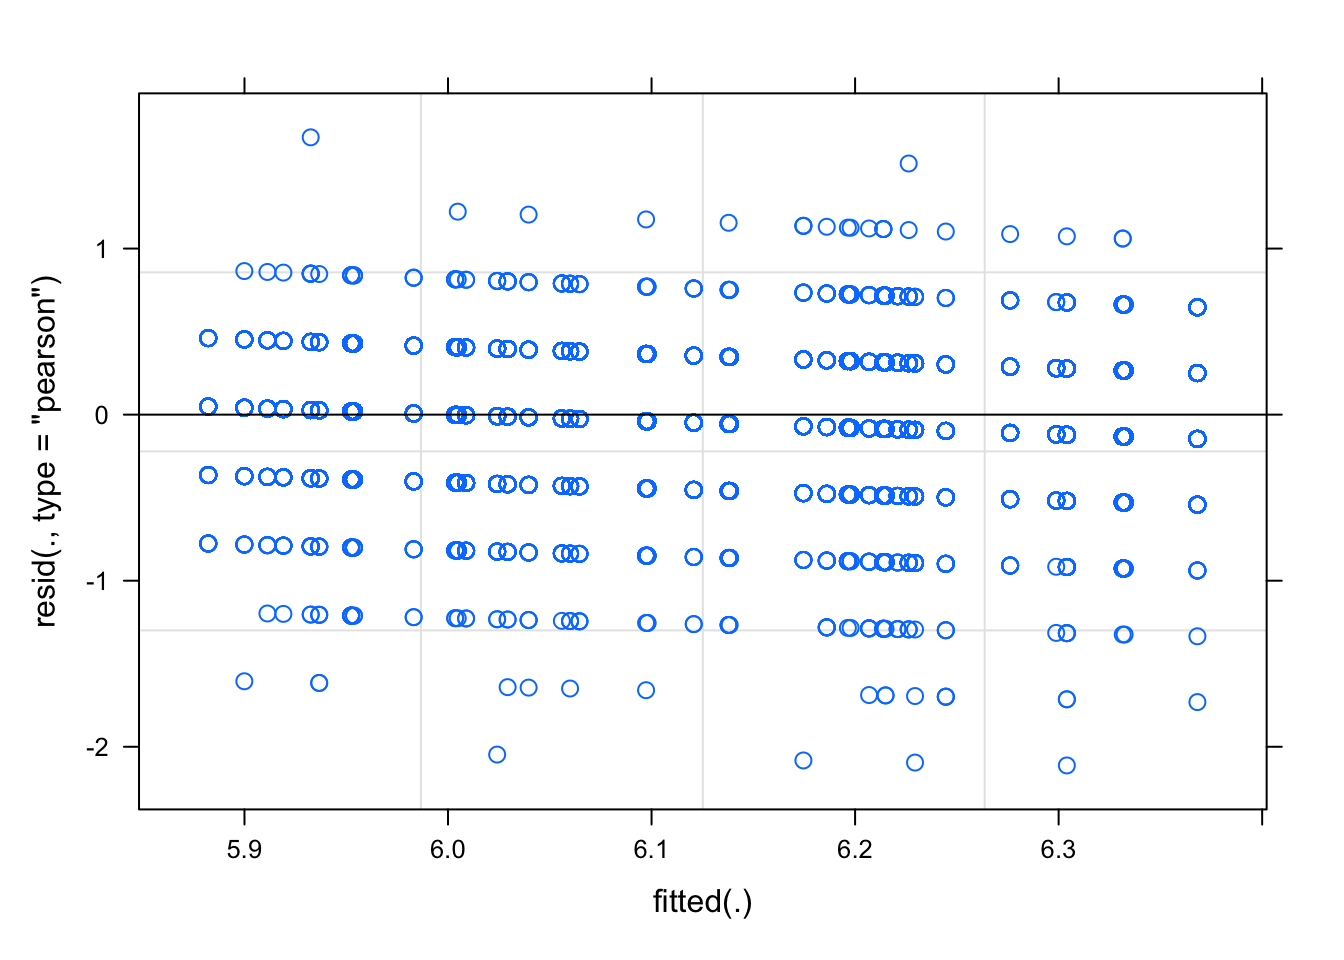 resid(., type = "pearson")
1
0
-1
-2
5.9 6.0 6.1 6.2 6.3
fitted(.)